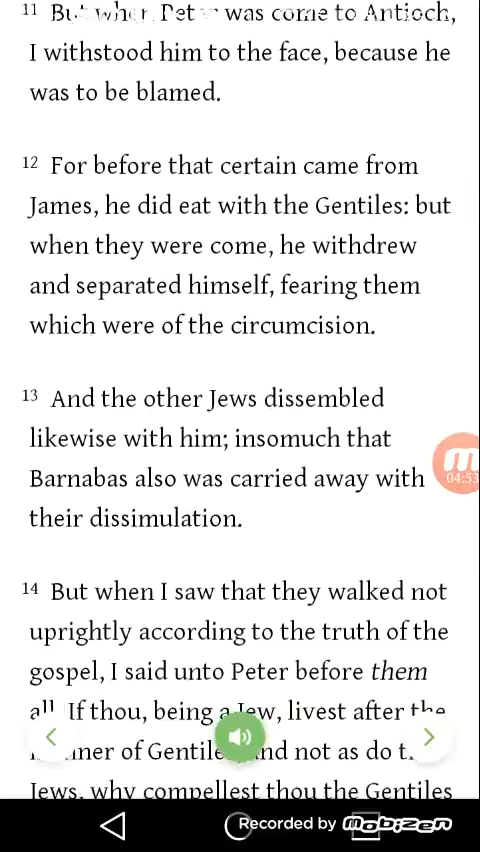 11 But when Peter was come to Antioch,
I withstood him to the face, because he
was to be blamed.
12 For before that certain came from
James, he did eat with the Gentiles: but
when they were come, he withdrew
and separated himself, fearing them
which were of the circumcision.
13 And the other Jews dissembled
likewise with him; insomuch that
Barnabas also was carried away with
their dissimulation.
04:53
14 But when I saw that they walked not
uprightly according to the truth of the
gospel, I said unto Peter before them
all, If thou, being a Jew, livest after the
manner of Gentiles, and not as do the
Jews, why compellest thou the Gentiles
Recorded by mobizen